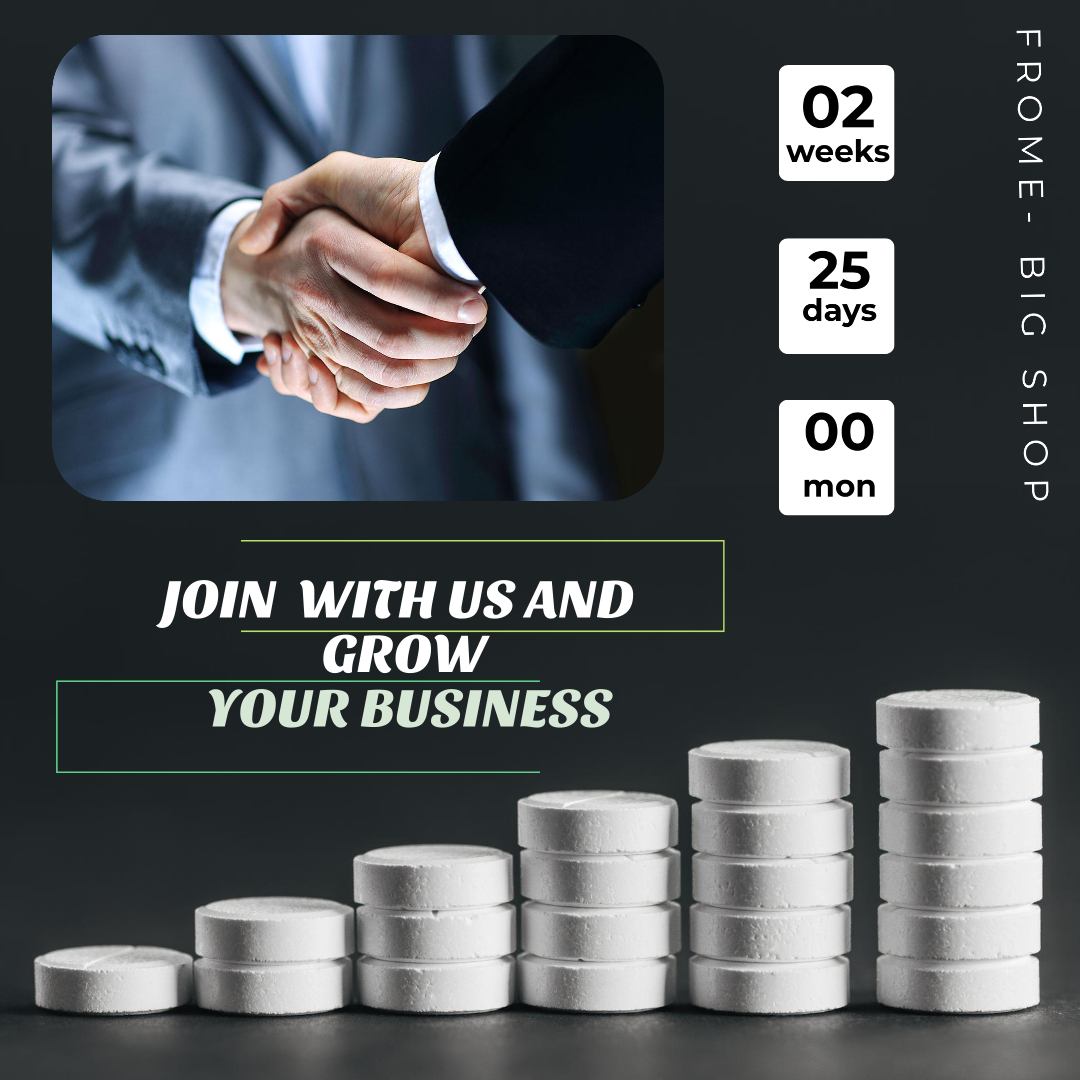 02
weeks
25
days
00
mon
FROME- BIG SHOP
JOIN WITH US AND
GROW
YOUR BUSINESS